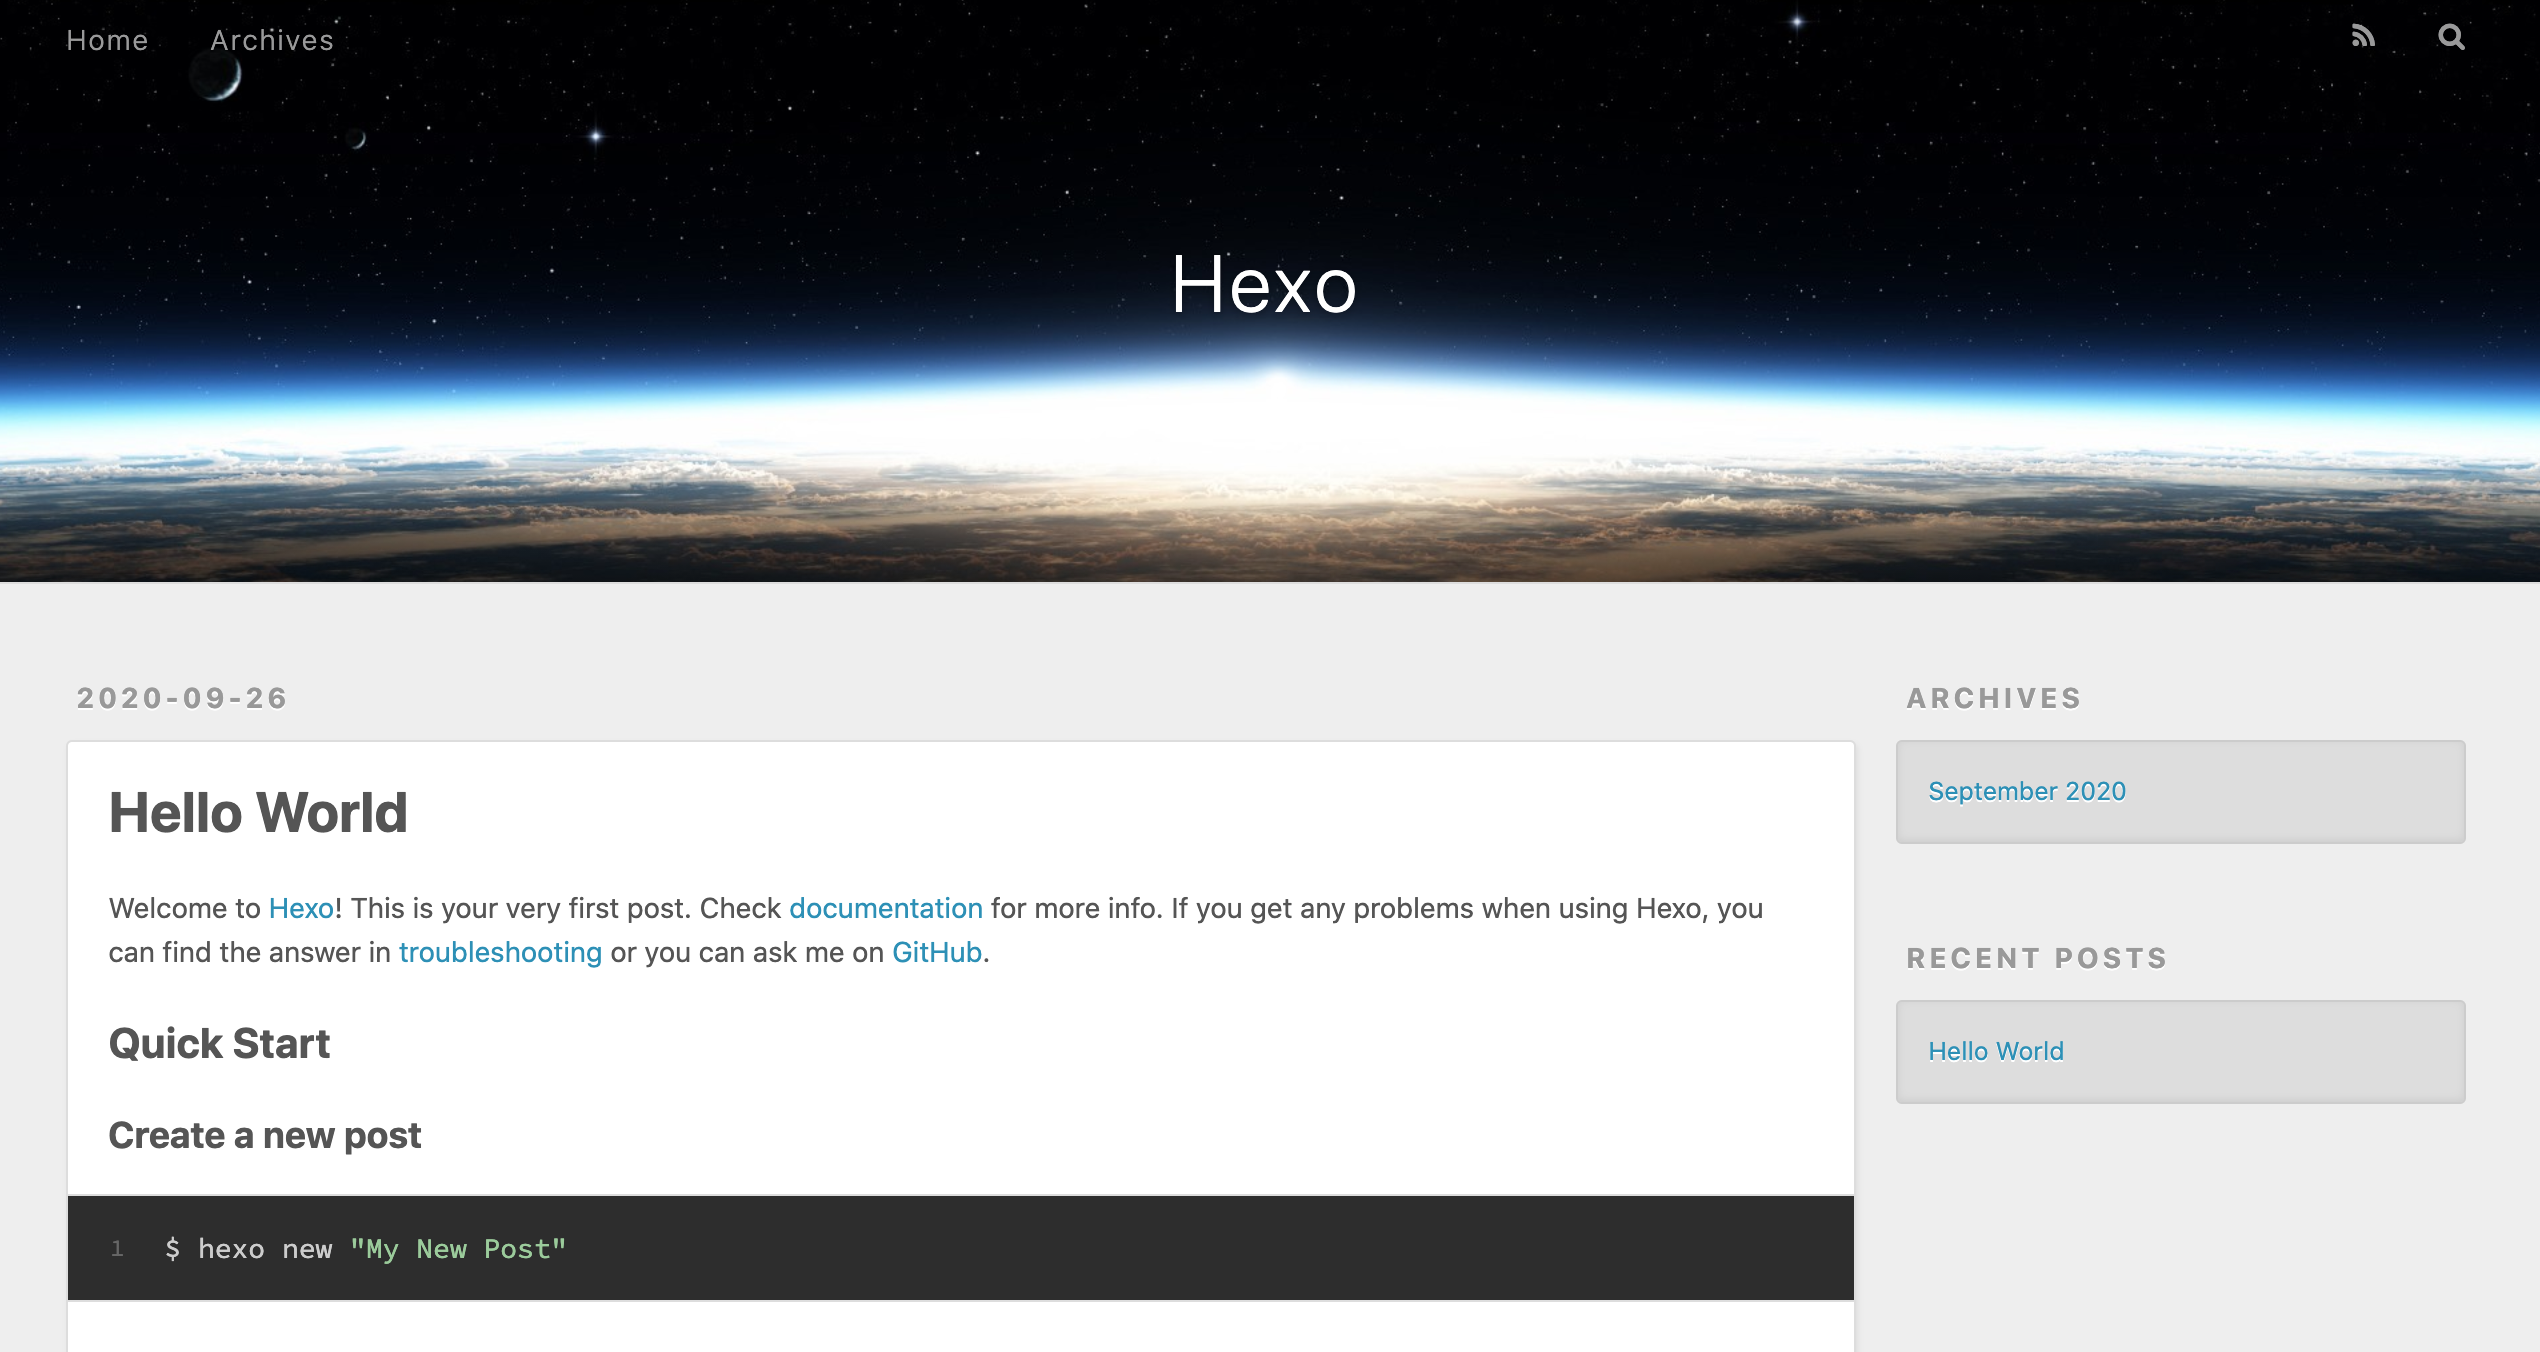 Home Archives
Hexo
2020-09-26
Hello World
Welcome to Hexo! This is your very first post. Check documentation for more info. If you get any problems when using Hexo, you
can find the answer in troubleshooting or you can ask me on GitHub.
Quick Start
Create a new post
1 $ hexo new "My New Post"
ARCHIVES
September 2020
RECENT POSTS
Hello World